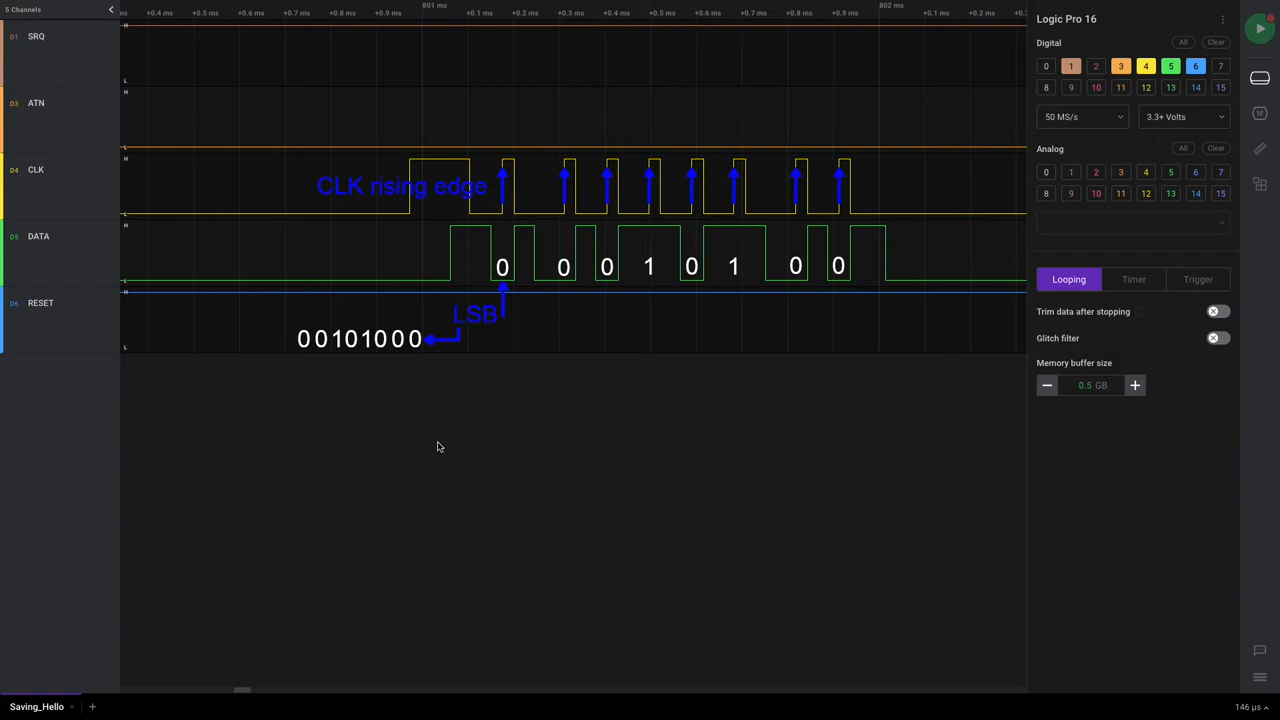 5 Channels
801 ms 802 ms
+0.4 ms +0.5 ms +0.6 ms +0.7 ms +0.8 ms +0.9 ms +0.1 ms +0.2 ms +0.3 ms +0.4 ms +0.5 ms +0.6 ms +0.7 ms +0.8 ms +0.9 ms +0.1 ms +0.2 ms
D1 SRQ
H
L
D3 ATN
H
L
D4 CLK
H
L
CLK rising edge
D5 DATA
H
L
0 0 0 1 0 1 0 0
D6 RESET
H
L
LSB
00101000
Logic Pro 16
Digital All Clear
0 1 2 3 4 5 6 7
8 9 10 11 12 13 14 15
50 MS/s 3.3+ Volts
Analog All Clear
0 1 2 3 4 5 6 7
8 9 10 11 12 13 14 15
Looping Timer Trigger
Trim data after stopping
Glitch filter
Memory buffer size
− 0.5 GB +
1F
Saving_Hello × +
146 µs